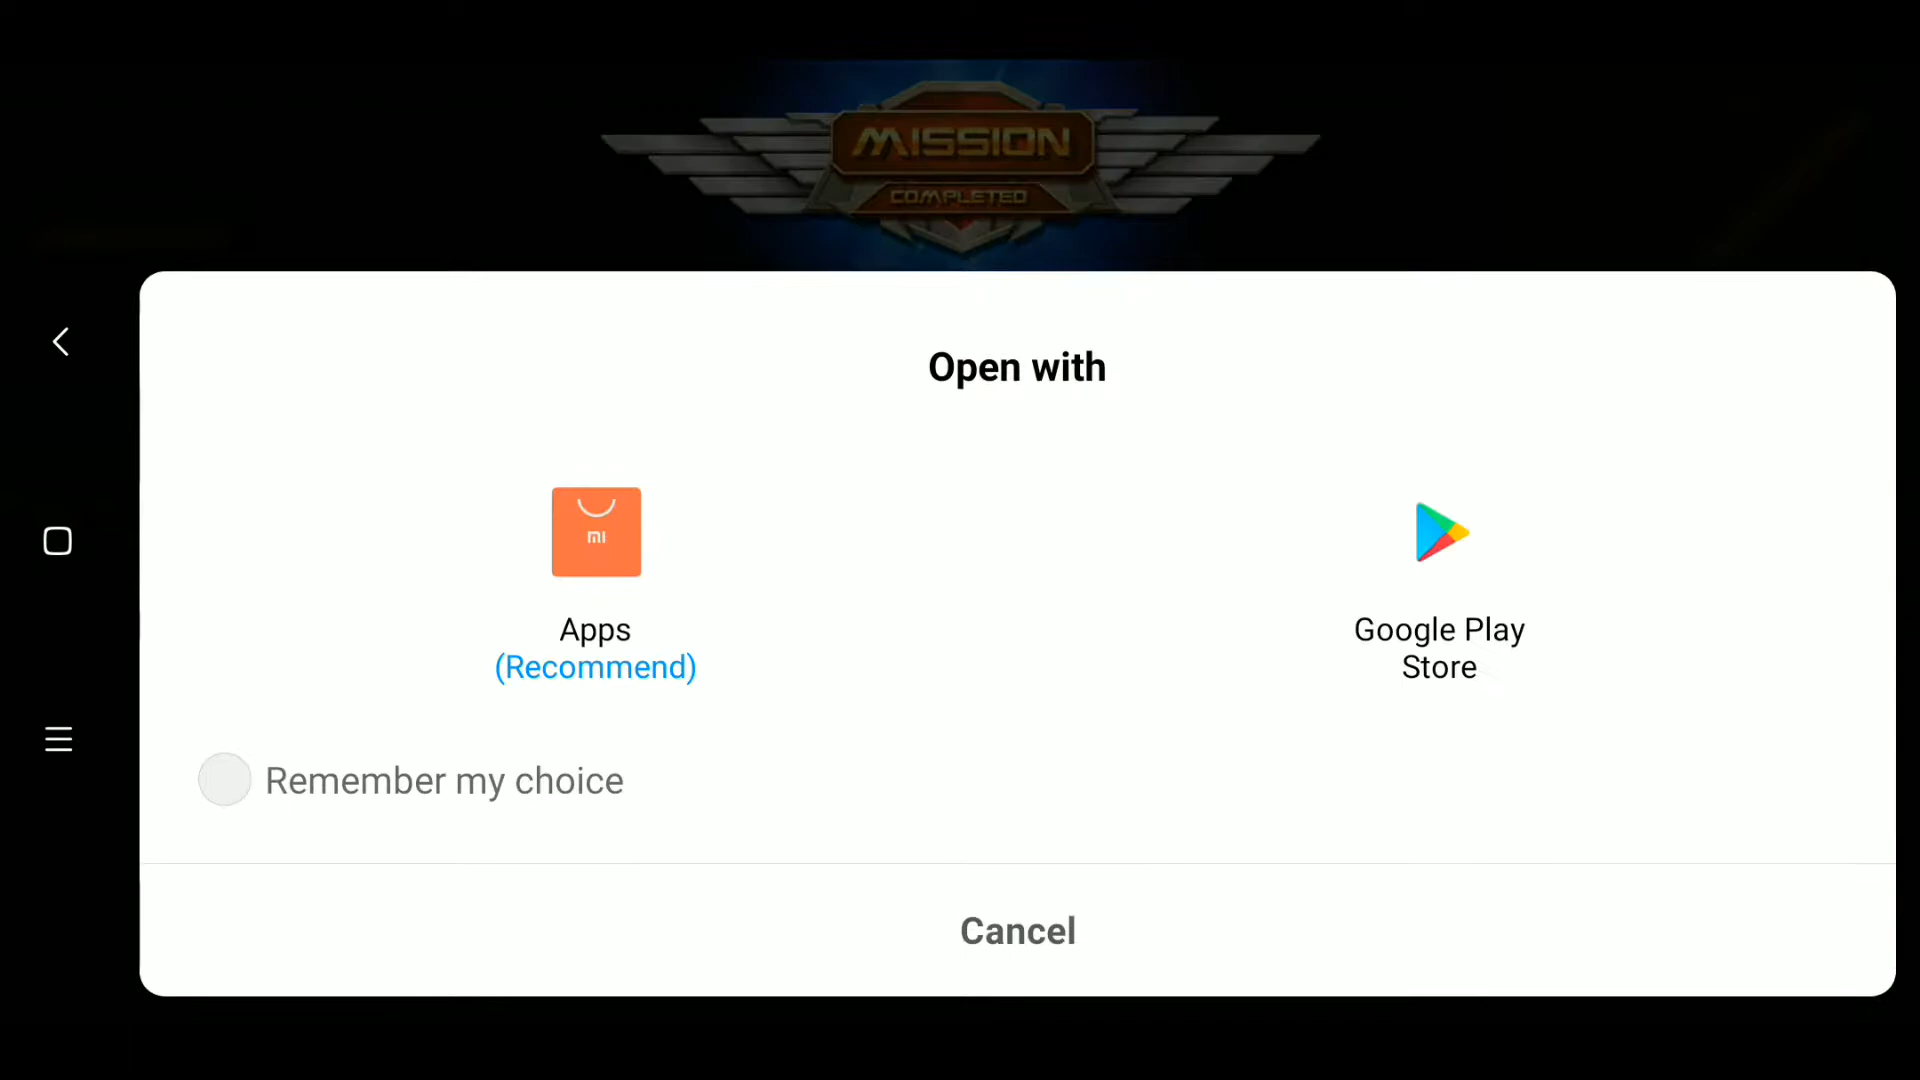 MISSION
COMPLETED
Open with
mi
Apps
(Recommend)
Google Play
Store
Remember my choice
Cancel